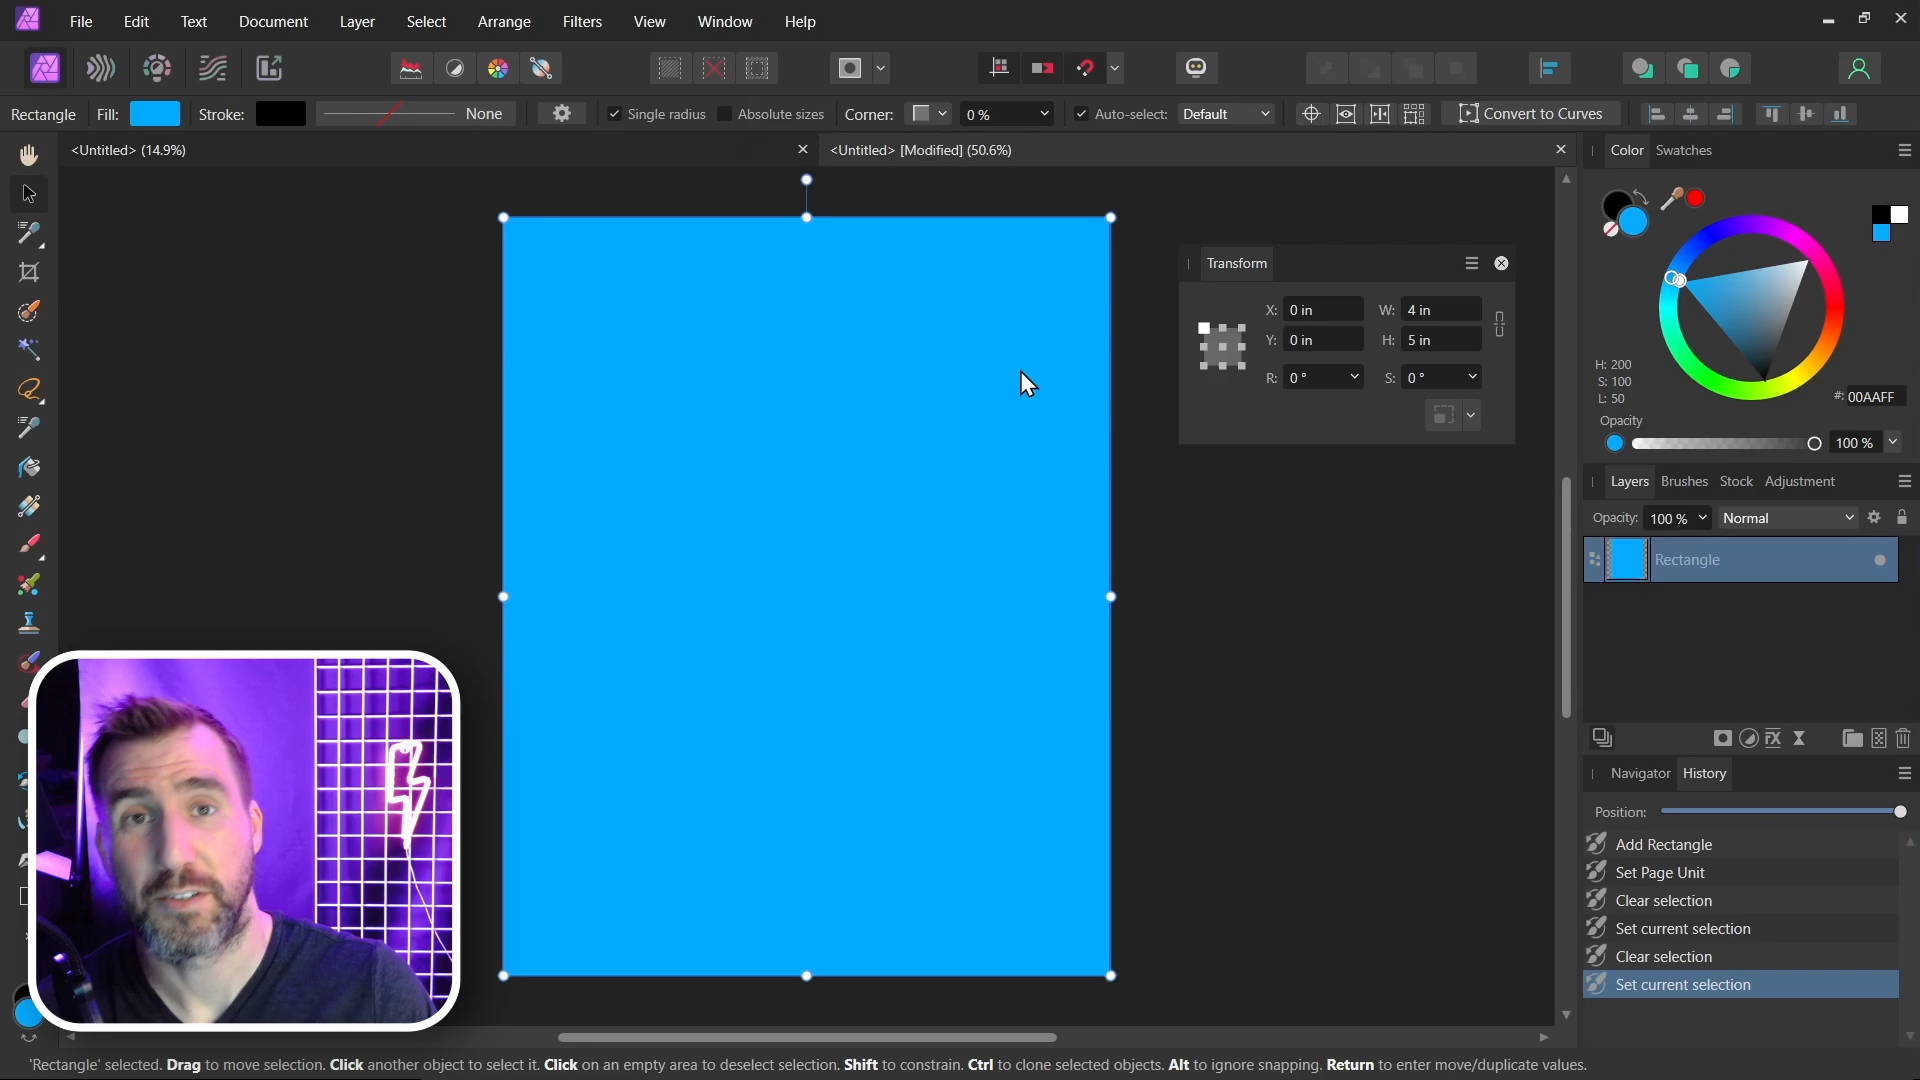 File Edit Text Document Layer Select Arrange Filters View Window Help
Rectangle Fill: Stroke: None Single radius Absolute sizes Corner: 0 % Auto-select: Default Convert to Curves
<Untitled> (14.9%) <Untitled> [Modified] (50.6%)
Color Swatches
Transform
X: 0 in W: 4 in
Y: 0 in H: 5 in
R: 0 ° S: 0 °
H: 200
S: 100
L: 50
#: 00AAFF
Opacity
100 %
Layers Brushes Stock Adjustment
Opacity: 100 % Normal
Rectangle
Navigator History
Position:
Add Rectangle
Set Page Unit
Clear selection
Set current selection
Clear selection
Set current selection
'Rectangle' selected. Drag to move selection. Click another object to select it. Click on an empty area to deselect selection. Shift to constrain. Ctrl to clone selected objects. Alt to ignore snapping. Return to enter move/duplicate values.